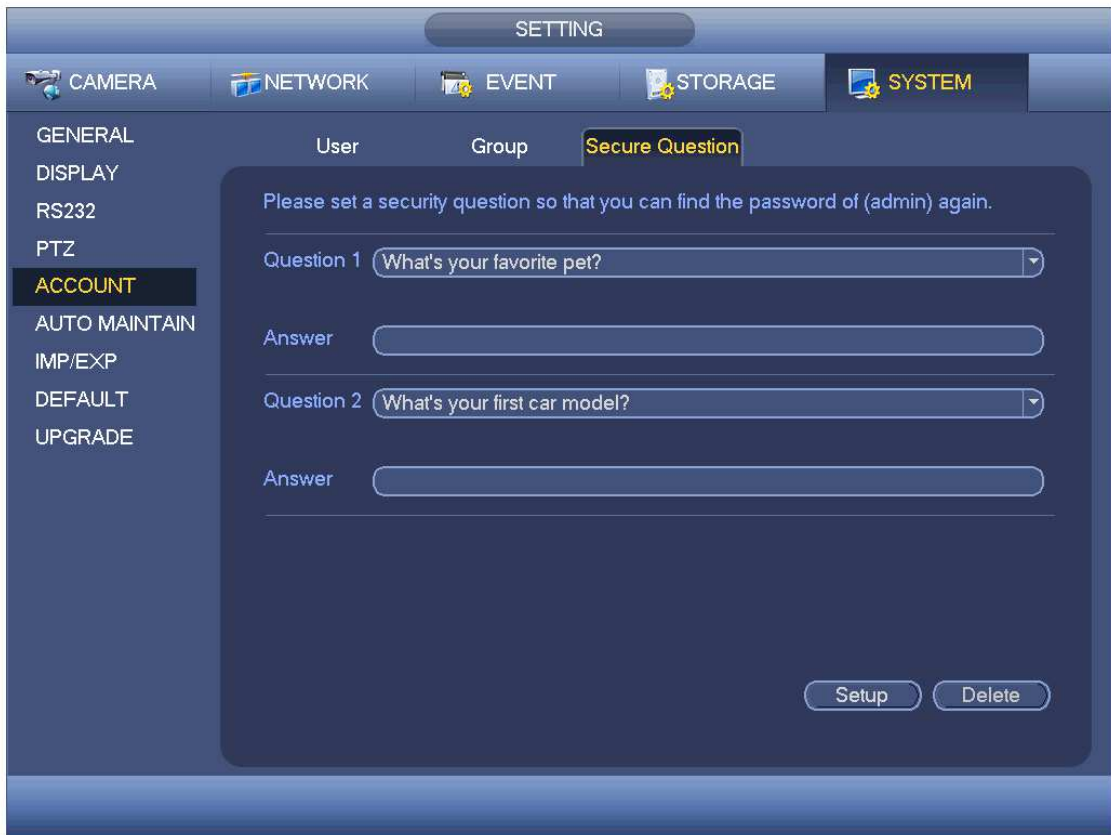 SETTING
CAMERA NETWORK EVENT STORAGE SYSTEM
GENERAL
DISPLAY
RS232
PTZ
ACCOUNT
AUTO MAINTAIN
IMP/EXP
DEFAULT
UPGRADE
User Group Secure Question
Please set a security question so that you can find the password of (admin) again.
Question 1 What's your favorite pet?
Answer
Question 2 What's your first car model?
Answer
Setup Delete